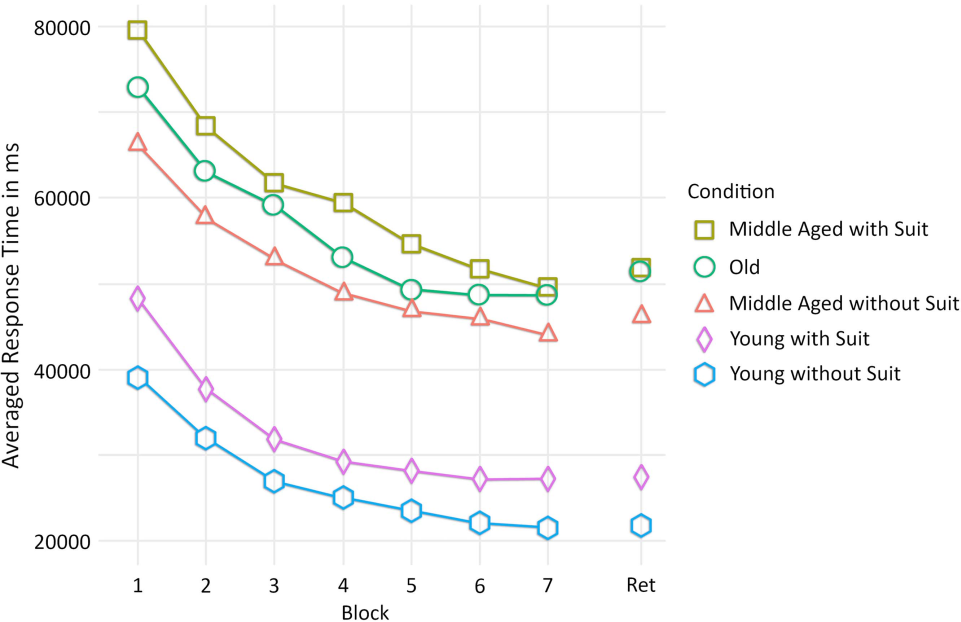 Averaged Response Time in ms
80000
60000
40000
20000
1 2 3 4 5 6 7 Ret
Block
Condition
Middle Aged with Suit
Old
Middle Aged without Suit
Young with Suit
Young without Suit